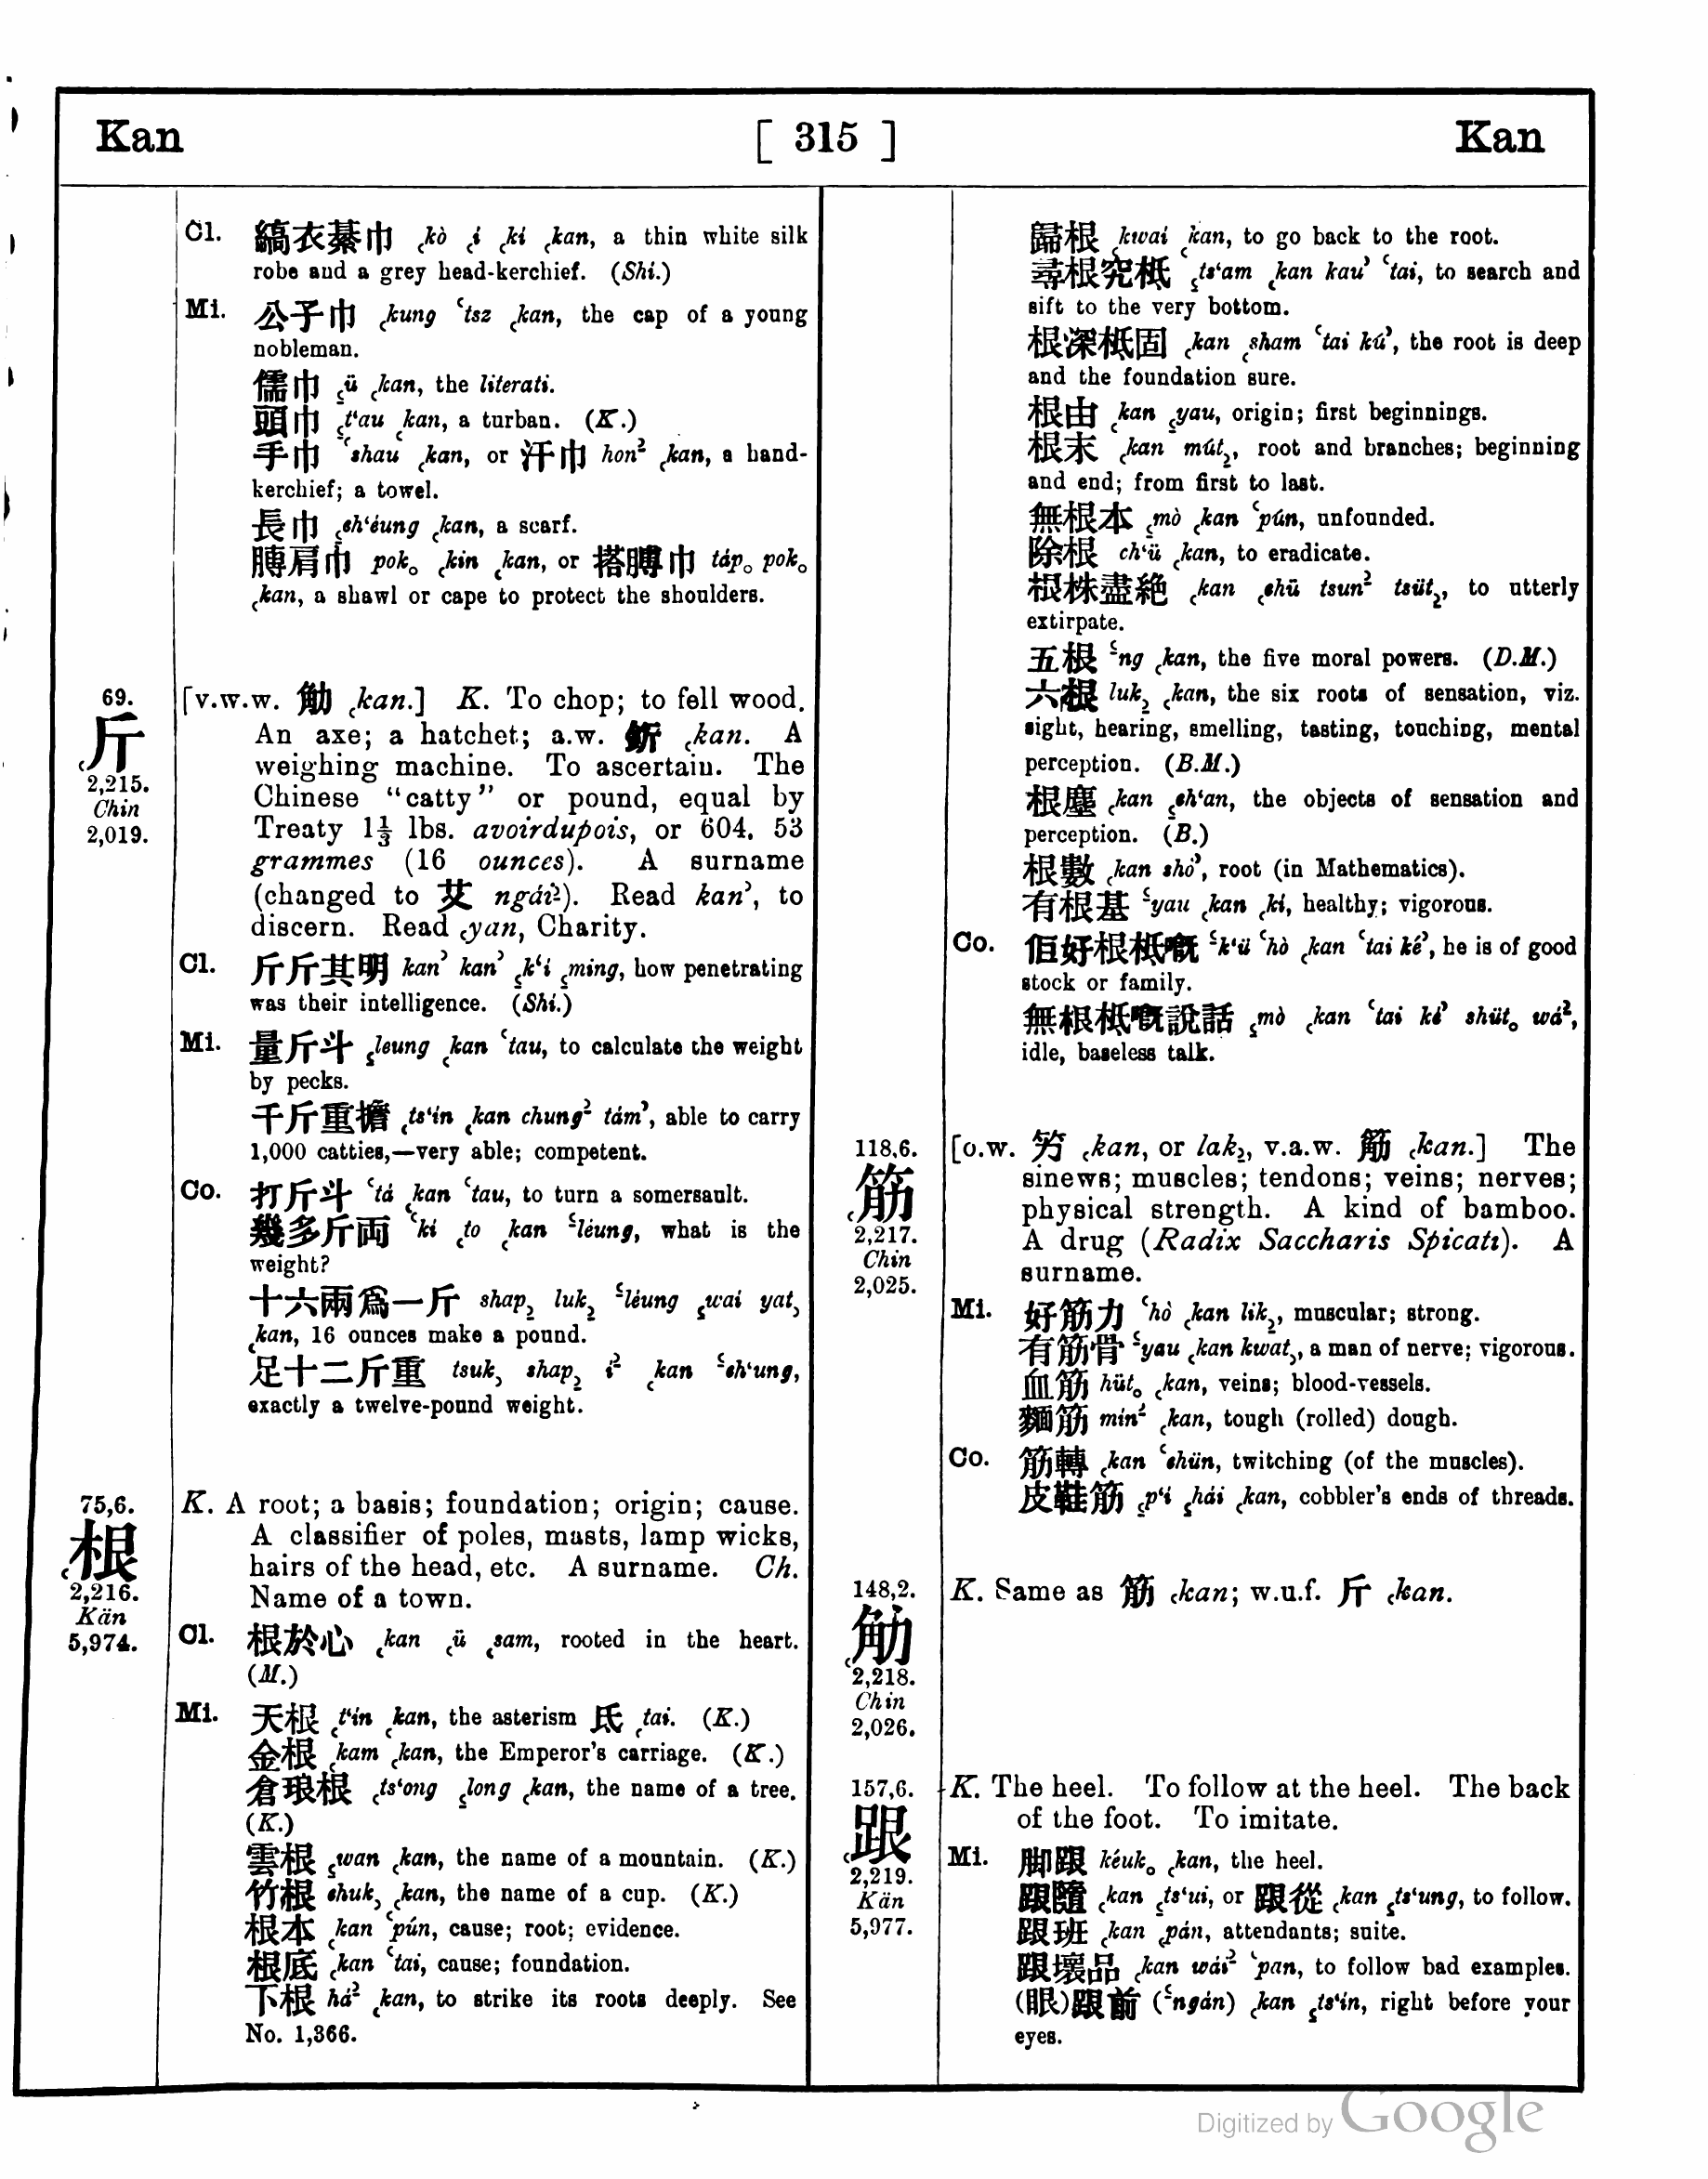 Kan [ 315 ] Kan
Cl. 縞衣綦巾 ꜀kò ꜀í ꜀kí ꜀kan, a thin white silk
robe and a grey head-kerchief. (Shí.)
Mi. 公子巾 ꜀kung ꜂tsz ꜀kan, the cap of a young
nobleman.
儒巾 ꜁ü ꜀kan, the literati.
頭巾 ꜁t‘au ꜀kan, a turban. (K.)
手巾 ꜂shau ꜀kan, or 汗巾 hon² ꜀kan, a hand-
kerchief; a towel.
長巾 ꜁ch‘éung ꜀kan, a scarf.
膊肩巾 pok。 ꜀kin ꜀kan, or 搭膊巾 táp。 pok。
꜀kan, a shawl or cape to protect the shoulders.
69.
꜀斤
2,215.
Chin
2,019.
[v.w.w. 觔 ꜀kan.] K. To chop; to fell wood.
An axe; a hatchet; a.w. 釿 ꜀kan. A
weighing machine. To ascertain. The
Chinese “catty” or pound, equal by
Treaty 1⅓ lbs. avoirdupois, or 604. 53
grammes (16 ounces). A surname
(changed to 艾 ngái²). Read kan꜄, to
discern. Read ꜀yan, Charity.
Cl. 斤斤其明 kan꜄ kan꜄ ꜁k‘í ꜁ming, how penetrating
was their intelligence. (Shí.)
Mi. 量斤斗 ꜁leung ꜀kan ꜂tau, to calculate the weight
by pecks.
千斤重擔 ꜀ts‘in ꜀kan chung² tám꜄, able to carry
1,000 catties,—very able; competent.
Co. 打斤斗 ꜂tá ꜀kan ꜂tau, to turn a somersault.
幾多斤両 ꜂kí ꜀to ꜀kan ꜃léung, what is the
weight?
十六兩爲一斤 shap₂ luk₂ ꜃léung ꜁wai yat꜆
꜀kan, 16 ounces make a pound.
足十二斤重 tsuk꜆ shap₂ í² ꜀kan ꜃ch‘ung,
exactly a twelve-pound weight.
75,6.
꜀根
2,216.
Kän
5,974.
K. A root; a basis; foundation; origin; cause.
A classifier of poles, masts, lamp wicks,
hairs of the head, etc. A surname. Ch.
Name of a town.
Cl. 根於心 ꜀kan ꜀ü ꜀sam, rooted in the heart.
(M.)
Mi. 天根 ꜀t‘in ꜀kan, the asterism 氐 ꜀tai. (K.)
金根 ꜀kam ꜀kan, the Emperor’s carriage. (K.)
倉琅根 ꜀ts‘ong ꜁long ꜀kan, the name of a tree.
(K.)
雲根 ꜁wan ꜀kan, the name of a mountain. (K.)
竹根 chuk꜆ ꜀kan, the name of a cup. (K.)
根本 ꜀kan ꜂pún, cause; root; evidence.
根底 ꜀kan ꜂tai, cause; foundation.
下根 há² ꜀kan, to strike its roots deeply. See
No. 1,366.
歸根 ꜀kwai ꜀kan, to go back to the root.
尋根究柢 ꜁ts‘am ꜀kan kau꜄ ꜂tai, to search and
sift to the very bottom.
根深柢固 ꜀kan ꜀sham ꜂tai kú꜄, the root is deep
and the foundation sure.
根由 ꜀kan ꜁yau, origin; first beginnings.
根末 ꜀kan mút₂, root and branches; beginning
and end; from first to last.
無根本 ꜁mò ꜀kan ꜂pún, unfounded.
除根 ch‘ü ꜀kan, to eradicate.
根株盡絶 ꜀kan ꜀chü tsun² tsüt₂, to utterly
extirpate.
五根 ꜃ng ꜀kan, the five moral powers. (D.M.)
六根 luk₂ ꜀kan, the six roots of sensation, viz.
sight, hearing, smelling, tasting, touching, mental
perception. (B.M.)
根塵 ꜀kan ꜁ch‘an, the objects of sensation and
perception. (B.)
根數 ꜀kan shò꜄, root (in Mathematics).
有根基 ꜃yau ꜀kan ꜀kí, healthy; vigorous.
Co. 佢好根柢嘅 ꜃k‘ü ꜂hò ꜀kan ꜂tai ké꜄, he is of good
stock or family.
無根柢嘅說話 ꜁mò ꜀kan ꜂tai ké꜄ shüt。 wá²,
idle, baseless talk.
118,6.
꜀筋
2,217.
Chin
2,025.
[o.w. 竻 ꜀kan, or lak₂, v.a.w. 觔 ꜀kan.] The
sinews; muscles; tendons; veins; nerves;
physical strength. A kind of bamboo.
A drug (Radix Saccharis Spicati). A
surname.
Mi. 好筋力 ꜂hò ꜀kan lik₂, muscular; strong.
有筋骨 ꜃yau ꜀kan kwat꜆, a man of nerve; vigorous.
血筋 hüt。 ꜀kan, veins; blood-vessels.
麵筋 min² ꜀kan, tough (rolled) dough.
Co. 筋轉 ꜀kan ꜂chün, twitching (of the muscles).
皮鞋筋 ꜁p‘í ꜁hái ꜀kan, cobbler’s ends of threads.
148,2.
꜀觔
2,218.
Chin
2,026.
K. Same as 筋 ꜀kan; w.u.f. 斤 ꜀kan.
157,6.
꜀跟
2,219.
Kän
5,977.
K. The heel. To follow at the heel. The back
of the foot. To imitate.
Mi. 脚跟 kéuk。 ꜀kan, the heel.
跟隨 ꜀kan ꜁ts‘ui, or 跟從 ꜀kan ꜁ts‘ung, to follow.
跟班 ꜀kan ꜀pán, attendants; suite.
跟壞品 ꜀kan wái² ꜂pan, to follow bad examples.
(眼)跟前 (꜃ngán) ꜀kan ꜁ts‘in, right before your
eyes.
Digitized by Google